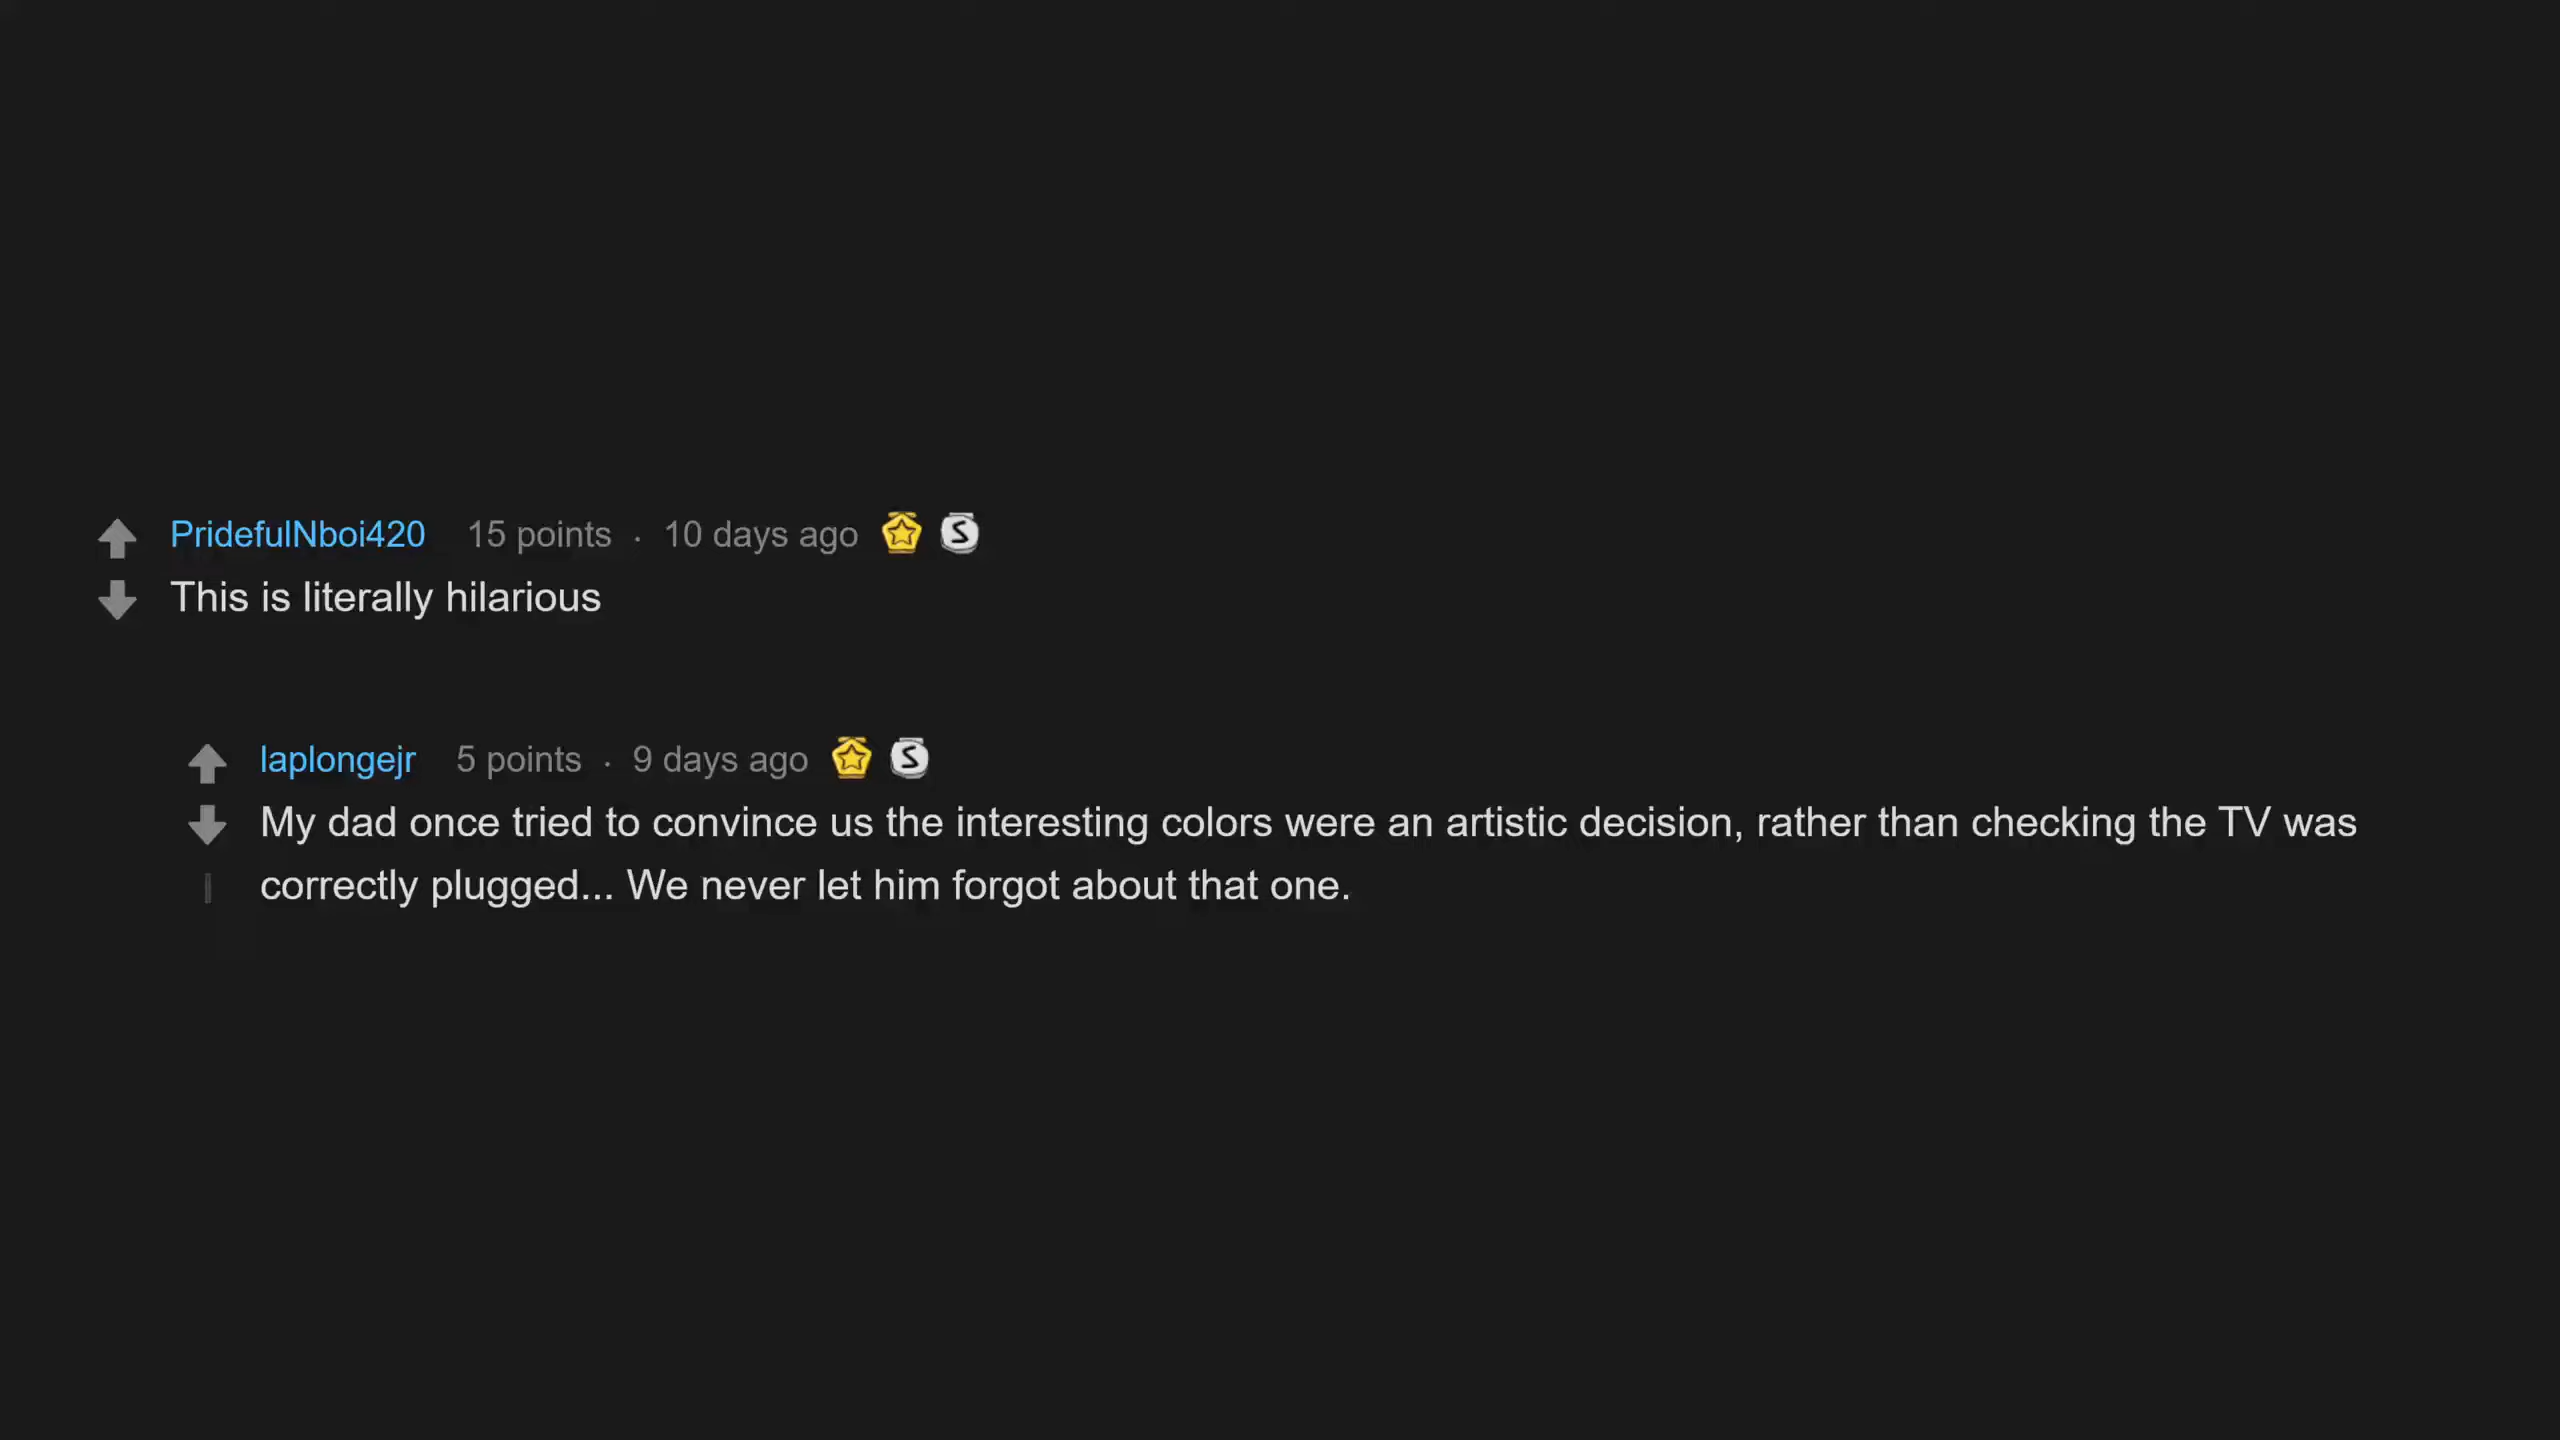 PridefulNboi420 15 points · 10 days ago S
This is literally hilarious
laplongejr 5 points · 9 days ago S
My dad once tried to convince us the interesting colors were an artistic decision, rather than checking the TV was
correctly plugged... We never let him forgot about that one.